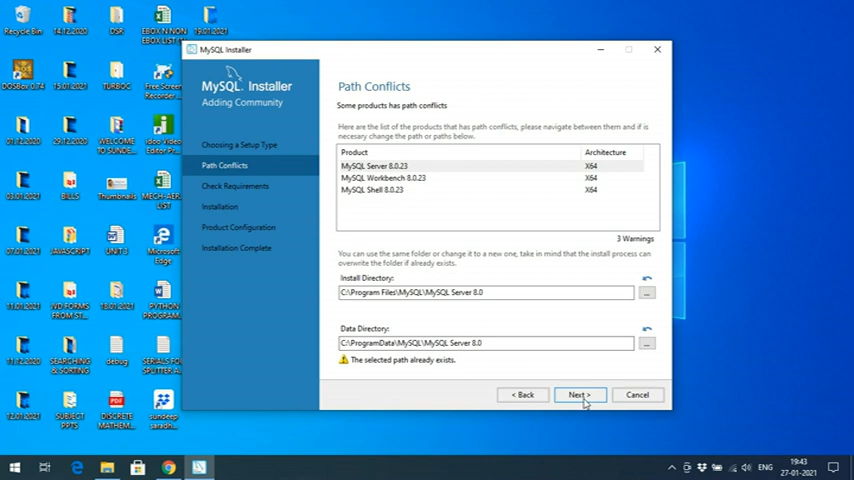 MySQL Installer
MySQL. Installer
Adding Community
Choosing a Setup Type
Path Conflicts
Check Requirements
Installation
Product Configuration
Installation Complete
Path Conflicts
Some products has path conflicts
Here are the list of the products that has path conflicts, please navigate between them and if is
necesary change the path or paths below.
Product Architecture
MySQL Server 8.0.23 X64
MySQL Workbench 8.0.23 X64
MySQL Shell 8.0.23 X64
3 Warnings
You can use the same folder or change it to a new one, take in mind that the install process can
overwrite the folder if already exists.
Install Directory:
C:\Program Files\MySQL\MySQL Server 8.0
...
Data Directory:
C:\ProgramData\MySQL\MySQL Server 8.0
...
The selected path already exists.
< Back Next > Cancel
Recycle Bin 14.12.2020 DSR EBOX N NON 19.01.2021
EBOX LIST
DOSBox 0.74 15.01.2021 TURBOC Free Screen
Recorder ...
01.12.2020 29.12.2020 WELCOME
TO SUNDE... Video
Editor Pr...
03.01.2021 BILLS Thumbnails
LIST
07.01.2021 JAVASCRIPT UNIT 3 Microsoft
Edge
11.01.2021 IVD FORMS
FROM ST... 18.01.2021 PYTHON
PROGRAM...
11.12.2020 SEARCHING
& SORTING debug SERIALS FO...
SPLITTER A...
12.01.2021 SUBJECT
PPTS DISCRETE
MATHEM... sundeep
saradh...
ENG
19:43
27-01-2021